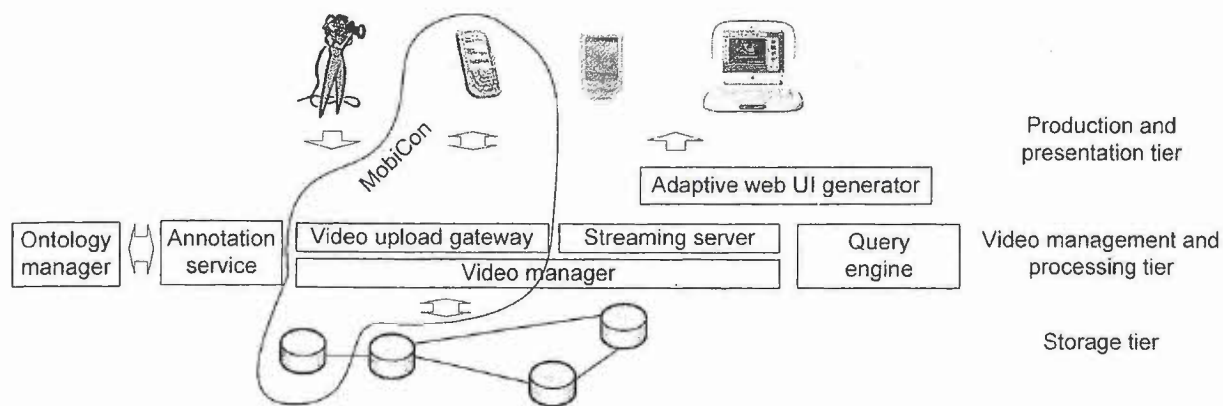 MobiCon
Production and
presentation tier
Adaptive web UI generator
Ontology
manager
Annotation
service
Video upload gateway
Streaming server
Query
engine
Video management and
processing tier
Video manager
Storage tier